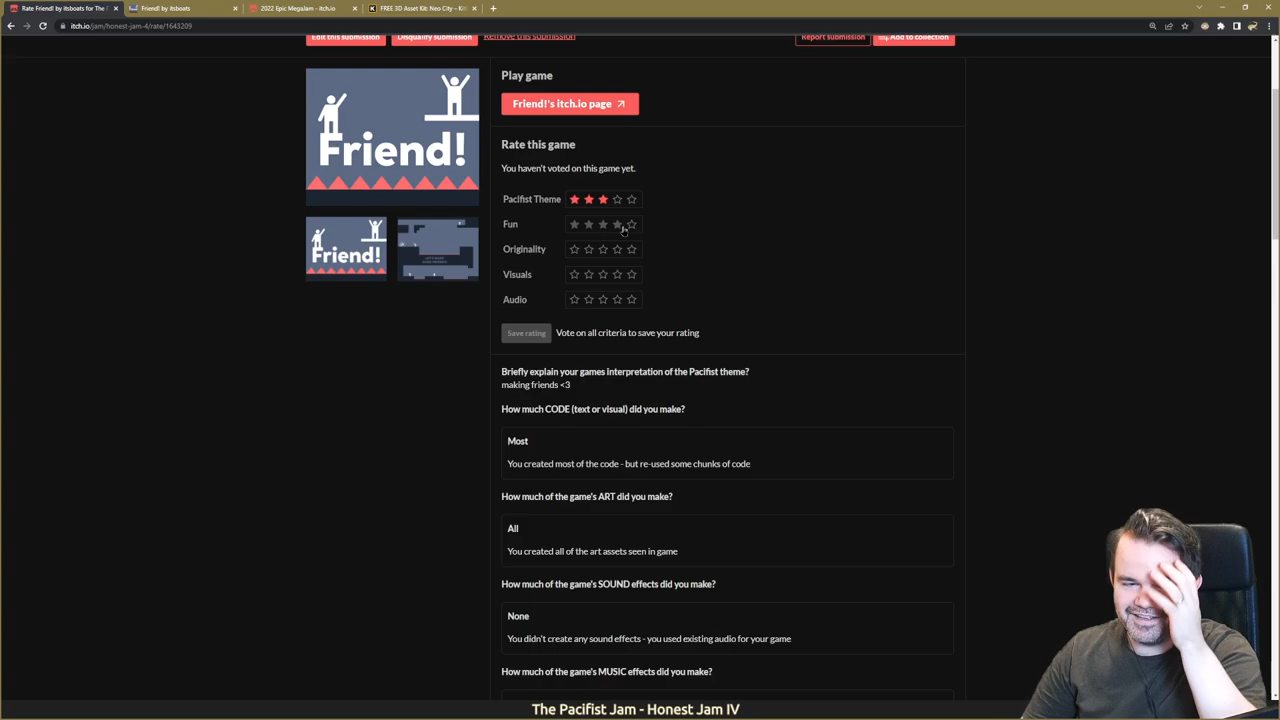 Rate Friend! by itsboats for The
Friend! by itsboats
2022 Epic MegaJam - itch.io
FREE 3D Asset Kit: Neo City – Kit
itch.io/jam/honest-jam-4/rate/1643209
Edit this submission
Disqualify submission
Remove this submission
Report submission
Add to collection
Friend!
Friend!
Play game
Friend!'s itch.io page
Rate this game
You haven't voted on this game yet.
Pacifist Theme
Fun
Originality
Visuals
Audio
Save rating
Vote on all criteria to save your rating
Briefly explain your games interpretation of the Pacifist theme?
making friends <3
How much CODE (text or visual) did you make?
Most
You created most of the code - but re-used some chunks of code
How much of the game's ART did you make?
All
You created all of the art assets seen in game
How much of the game's SOUND effects did you make?
None
You didn't create any sound effects - you used existing audio for your game
How much of the game's MUSIC effects did you make?
The Pacifist Jam - Honest Jam IV